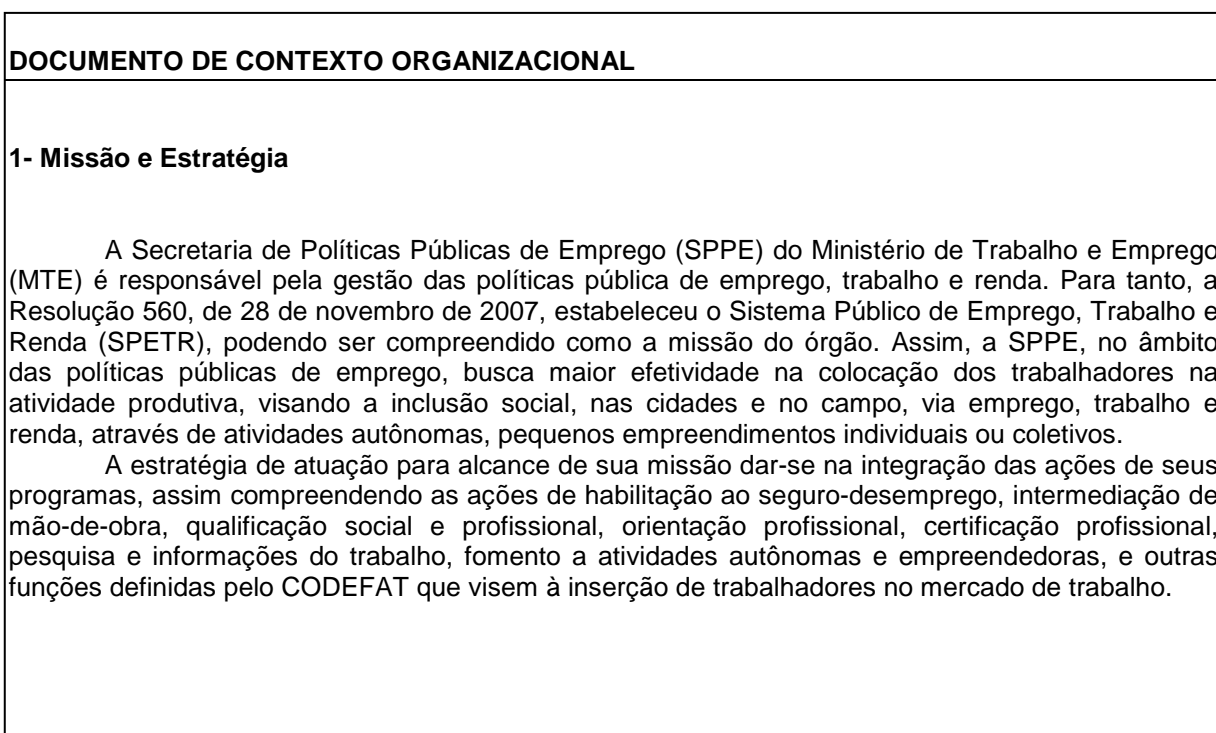 DOCUMENTO DE CONTEXTO ORGANIZACIONAL
1- Missão e Estratégia
A Secretaria de Políticas Públicas de Emprego (SPPE) do Ministério de Trabalho e Emprego
(MTE) é responsável pela gestão das políticas pública de emprego, trabalho e renda. Para tanto, a
Resolução 560, de 28 de novembro de 2007, estabeleceu o Sistema Público de Emprego, Trabalho e
Renda (SPETR), podendo ser compreendido como a missão do órgão. Assim, a SPPE, no âmbito
das políticas públicas de emprego, busca maior efetividade na colocação dos trabalhadores na
atividade produtiva, visando a inclusão social, nas cidades e no campo, via emprego, trabalho e
renda, através de atividades autônomas, pequenos empreendimentos individuais ou coletivos.
A estratégia de atuação para alcance de sua missão dar-se na integração das ações de seus
programas, assim compreendendo as ações de habilitação ao seguro-desemprego, intermediação de
mão-de-obra, qualificação social e profissional, orientação profissional, certificação profissional,
pesquisa e informações do trabalho, fomento a atividades autônomas e empreendedoras, e outras
funções definidas pelo CODEFAT que visem à inserção de trabalhadores no mercado de trabalho.